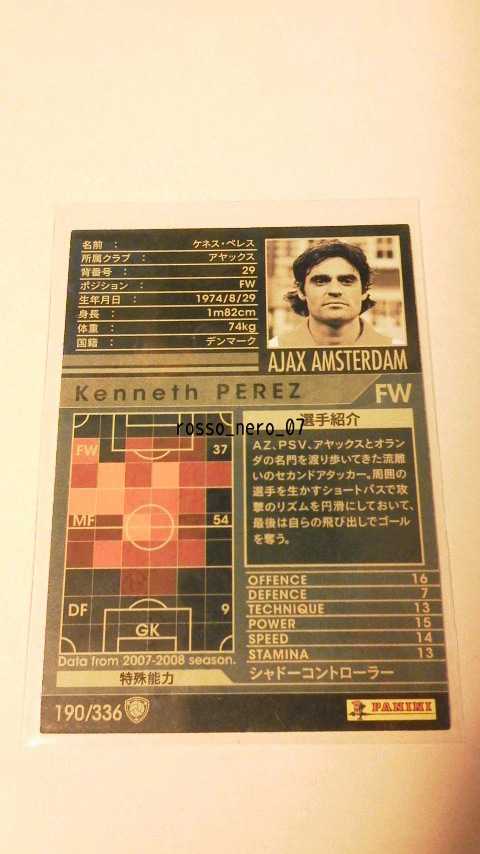 名前 : ケネス・ペレス
所属クラブ : アヤックス
背番号 : 29
ポジション : FW
生年月日 : 1974/8/29
身長 : 1m82cm
体重 : 74kg
国籍 : デンマーク
AJAX AMSTERDAM
Kenneth PEREZ FW
rosso_nero_07
FW 37
MF 54
DF 9
GK
Data from 2007-2008 season.
選手紹介
AZ、PSV、アヤックスとオラン
ダの名門を渡り歩いてきた流離
いのセカンドアタッカー。周囲の
選手を生かすショートパスで攻
撃のリズムを円滑にしておいて、
最後は自らの飛び出しでゴール
を奪う。
OFFENCE 16
DEFENCE 7
TECHNIQUE 13
POWER 15
SPEED 14
STAMINA 13
特殊能力 シャドーコントローラー
190/336
PANINI